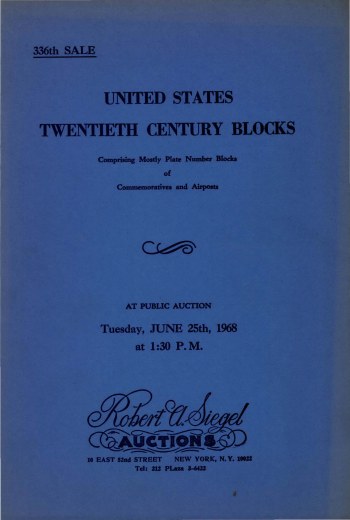 336th SALE
UNITED STATES
TWENTIETH CENTURY BLOCKS
Comprising Mostly Plate Number Blocks
of
Commemoratives and Airposts
AT PUBLIC AUCTION
Tuesday, JUNE 25th, 1968
at 1:30 P. M.
Robert A. Siegel
AUCTIONS
10 EAST 52nd STREET NEW YORK, N. Y. 10022
Tel: 212 PLaza 3-6422